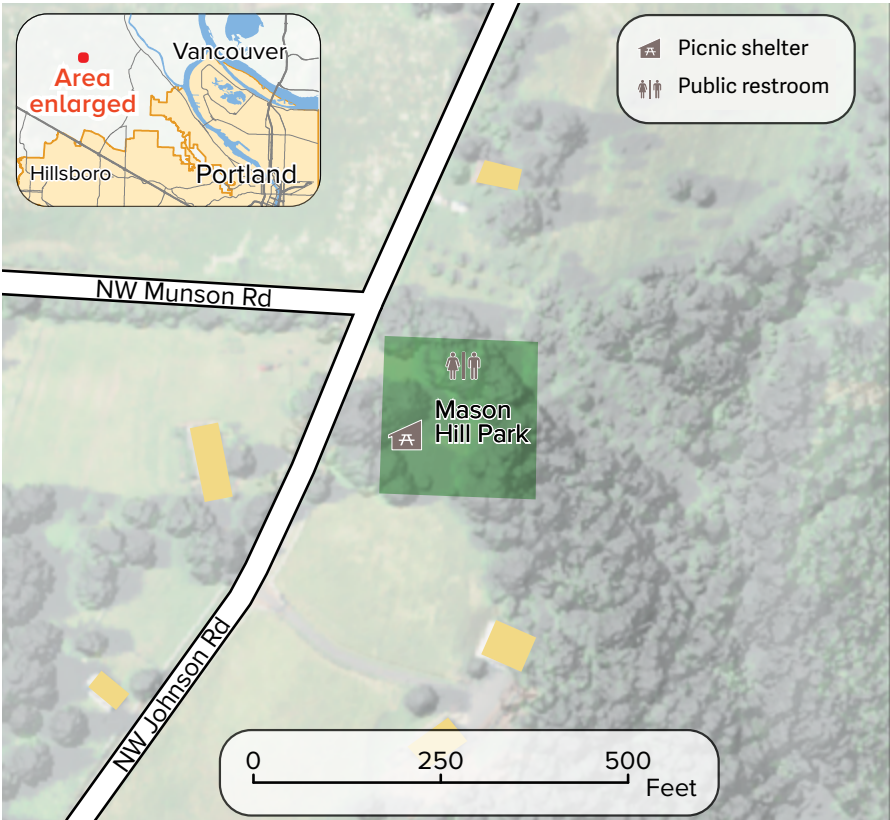 Vancouver
Area
enlarged
Hillsboro
Portland
Picnic shelter
Public restroom
NW Munson Rd
Mason
Hill Park
NW Johnson Rd
0 250 500
Feet